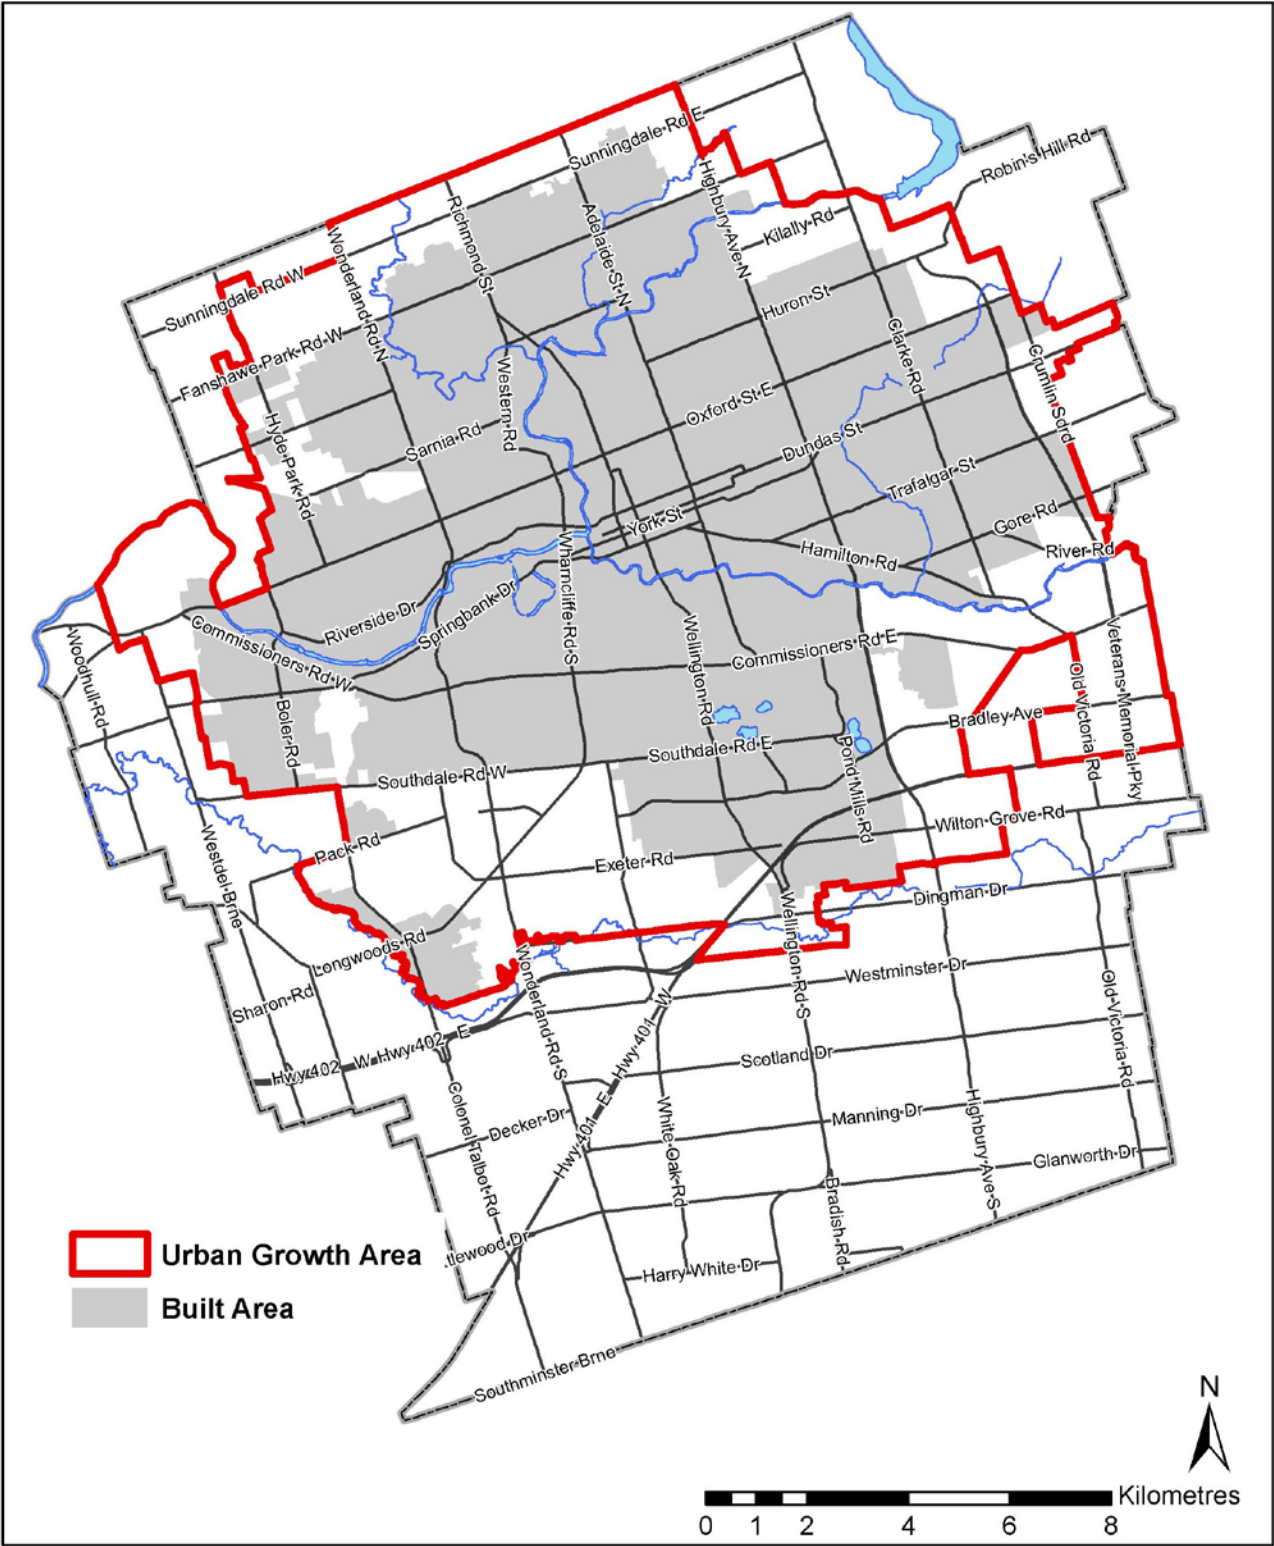 Sunningdale Rd E
Robin's Hill Rd
Highbury Ave N
Richmond St
Adelaide St N
Kilally Rd
Wonderland Rd N
Sunningdale Rd W
Huron St
Fanshawe Park Rd W
Clarke Rd
Crumlin Sdrd
Western Rd
Oxford St E
Hyde Park Rd
Sarnia Rd
Dundas St
Trafalgar St
York St
Gore Rd
Hamilton Rd
River Rd
Wharncliffe Rd S
Riverside Dr
Springbank Dr
Commissioners Rd W
Commissioners Rd E
Wellington Rd
Woodhull Rd
Veterans Memorial Pky
Old Victoria Rd
Boler Rd
Bradley Ave
Southdale Rd E
Pond Mills Rd
Southdale Rd W
Wilton Grove Rd
Westdel Brne
Pack Rd
Exeter Rd
Dingman Dr
Wellington Rd S
Longwoods Rd
Wonderland Rd S
Westminster Dr
Old Victoria Rd
Sharon Rd
Hwy 402 W
Hwy 402 E
Hwy 401 W
Scotland Dr
Hwy 401 E
Colonel Talbot Rd
Decker Dr
White Oak Rd
Manning Dr
Highbury Ave S
Glanworth Dr
Bradish Rd
tlewood Dr
Harry White Dr
Southminster Brne
Urban Growth Area
Built Area
N
Kilometres
0 1 2 4 6 8